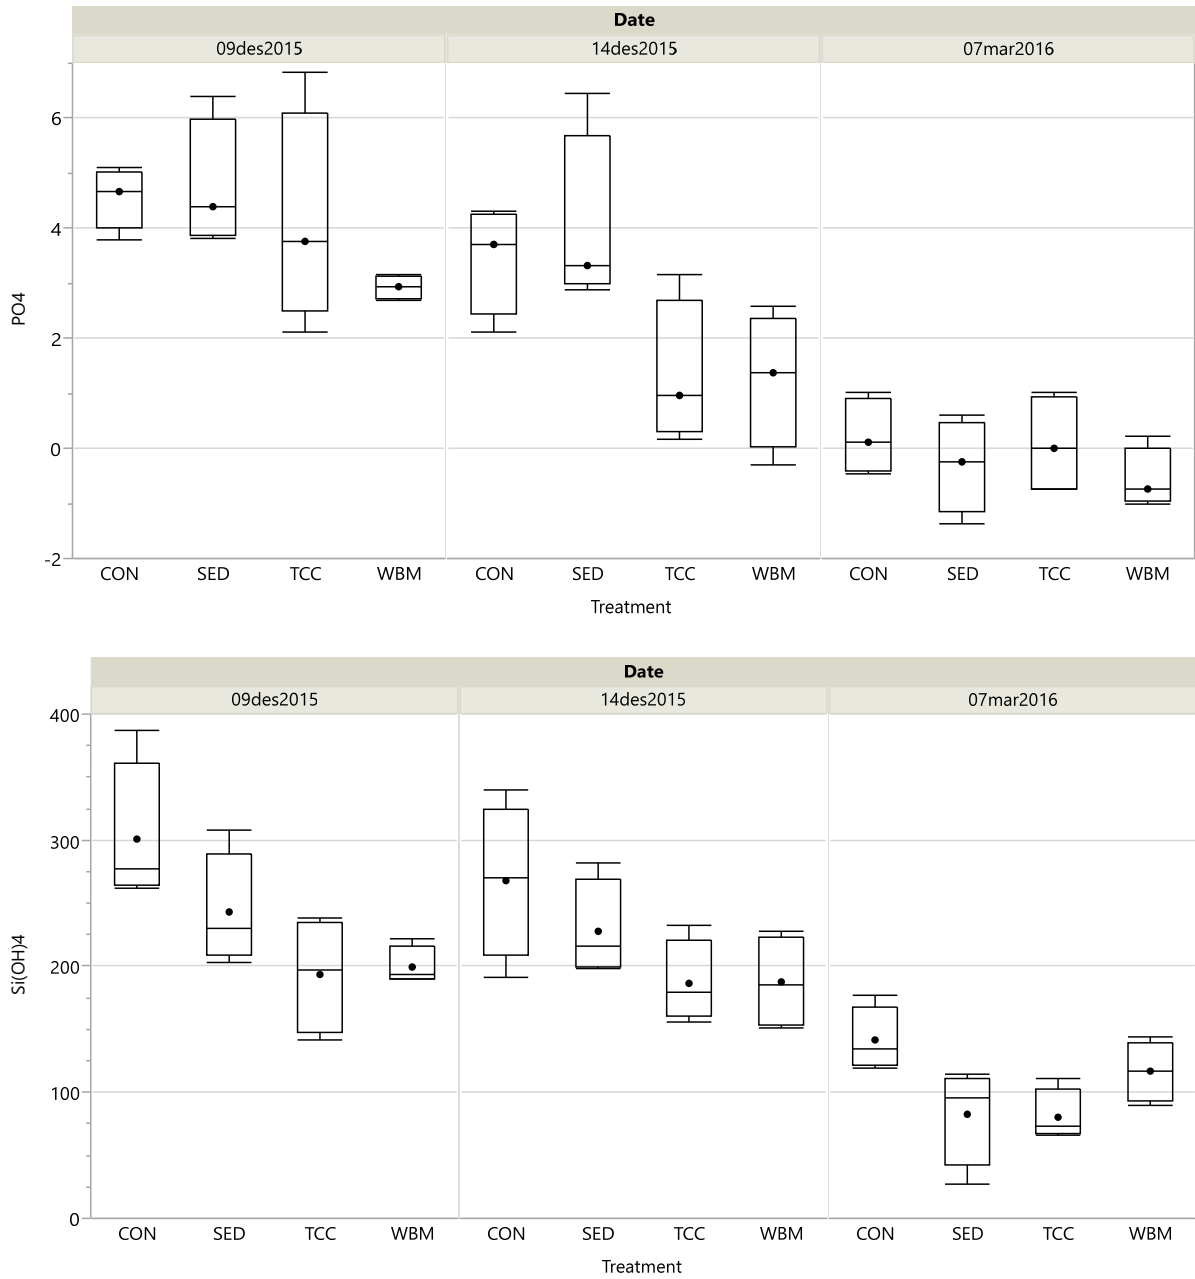 Date
09des2015 14des2015 07mar2016
6
4
2
0
-2
PO4
CON SED TCC WBM CON SED TCC WBM CON SED TCC WBM
Treatment
Date
09des2015 14des2015 07mar2016
400
300
200
100
0
Si(OH)4
CON SED TCC WBM CON SED TCC WBM CON SED TCC WBM
Treatment